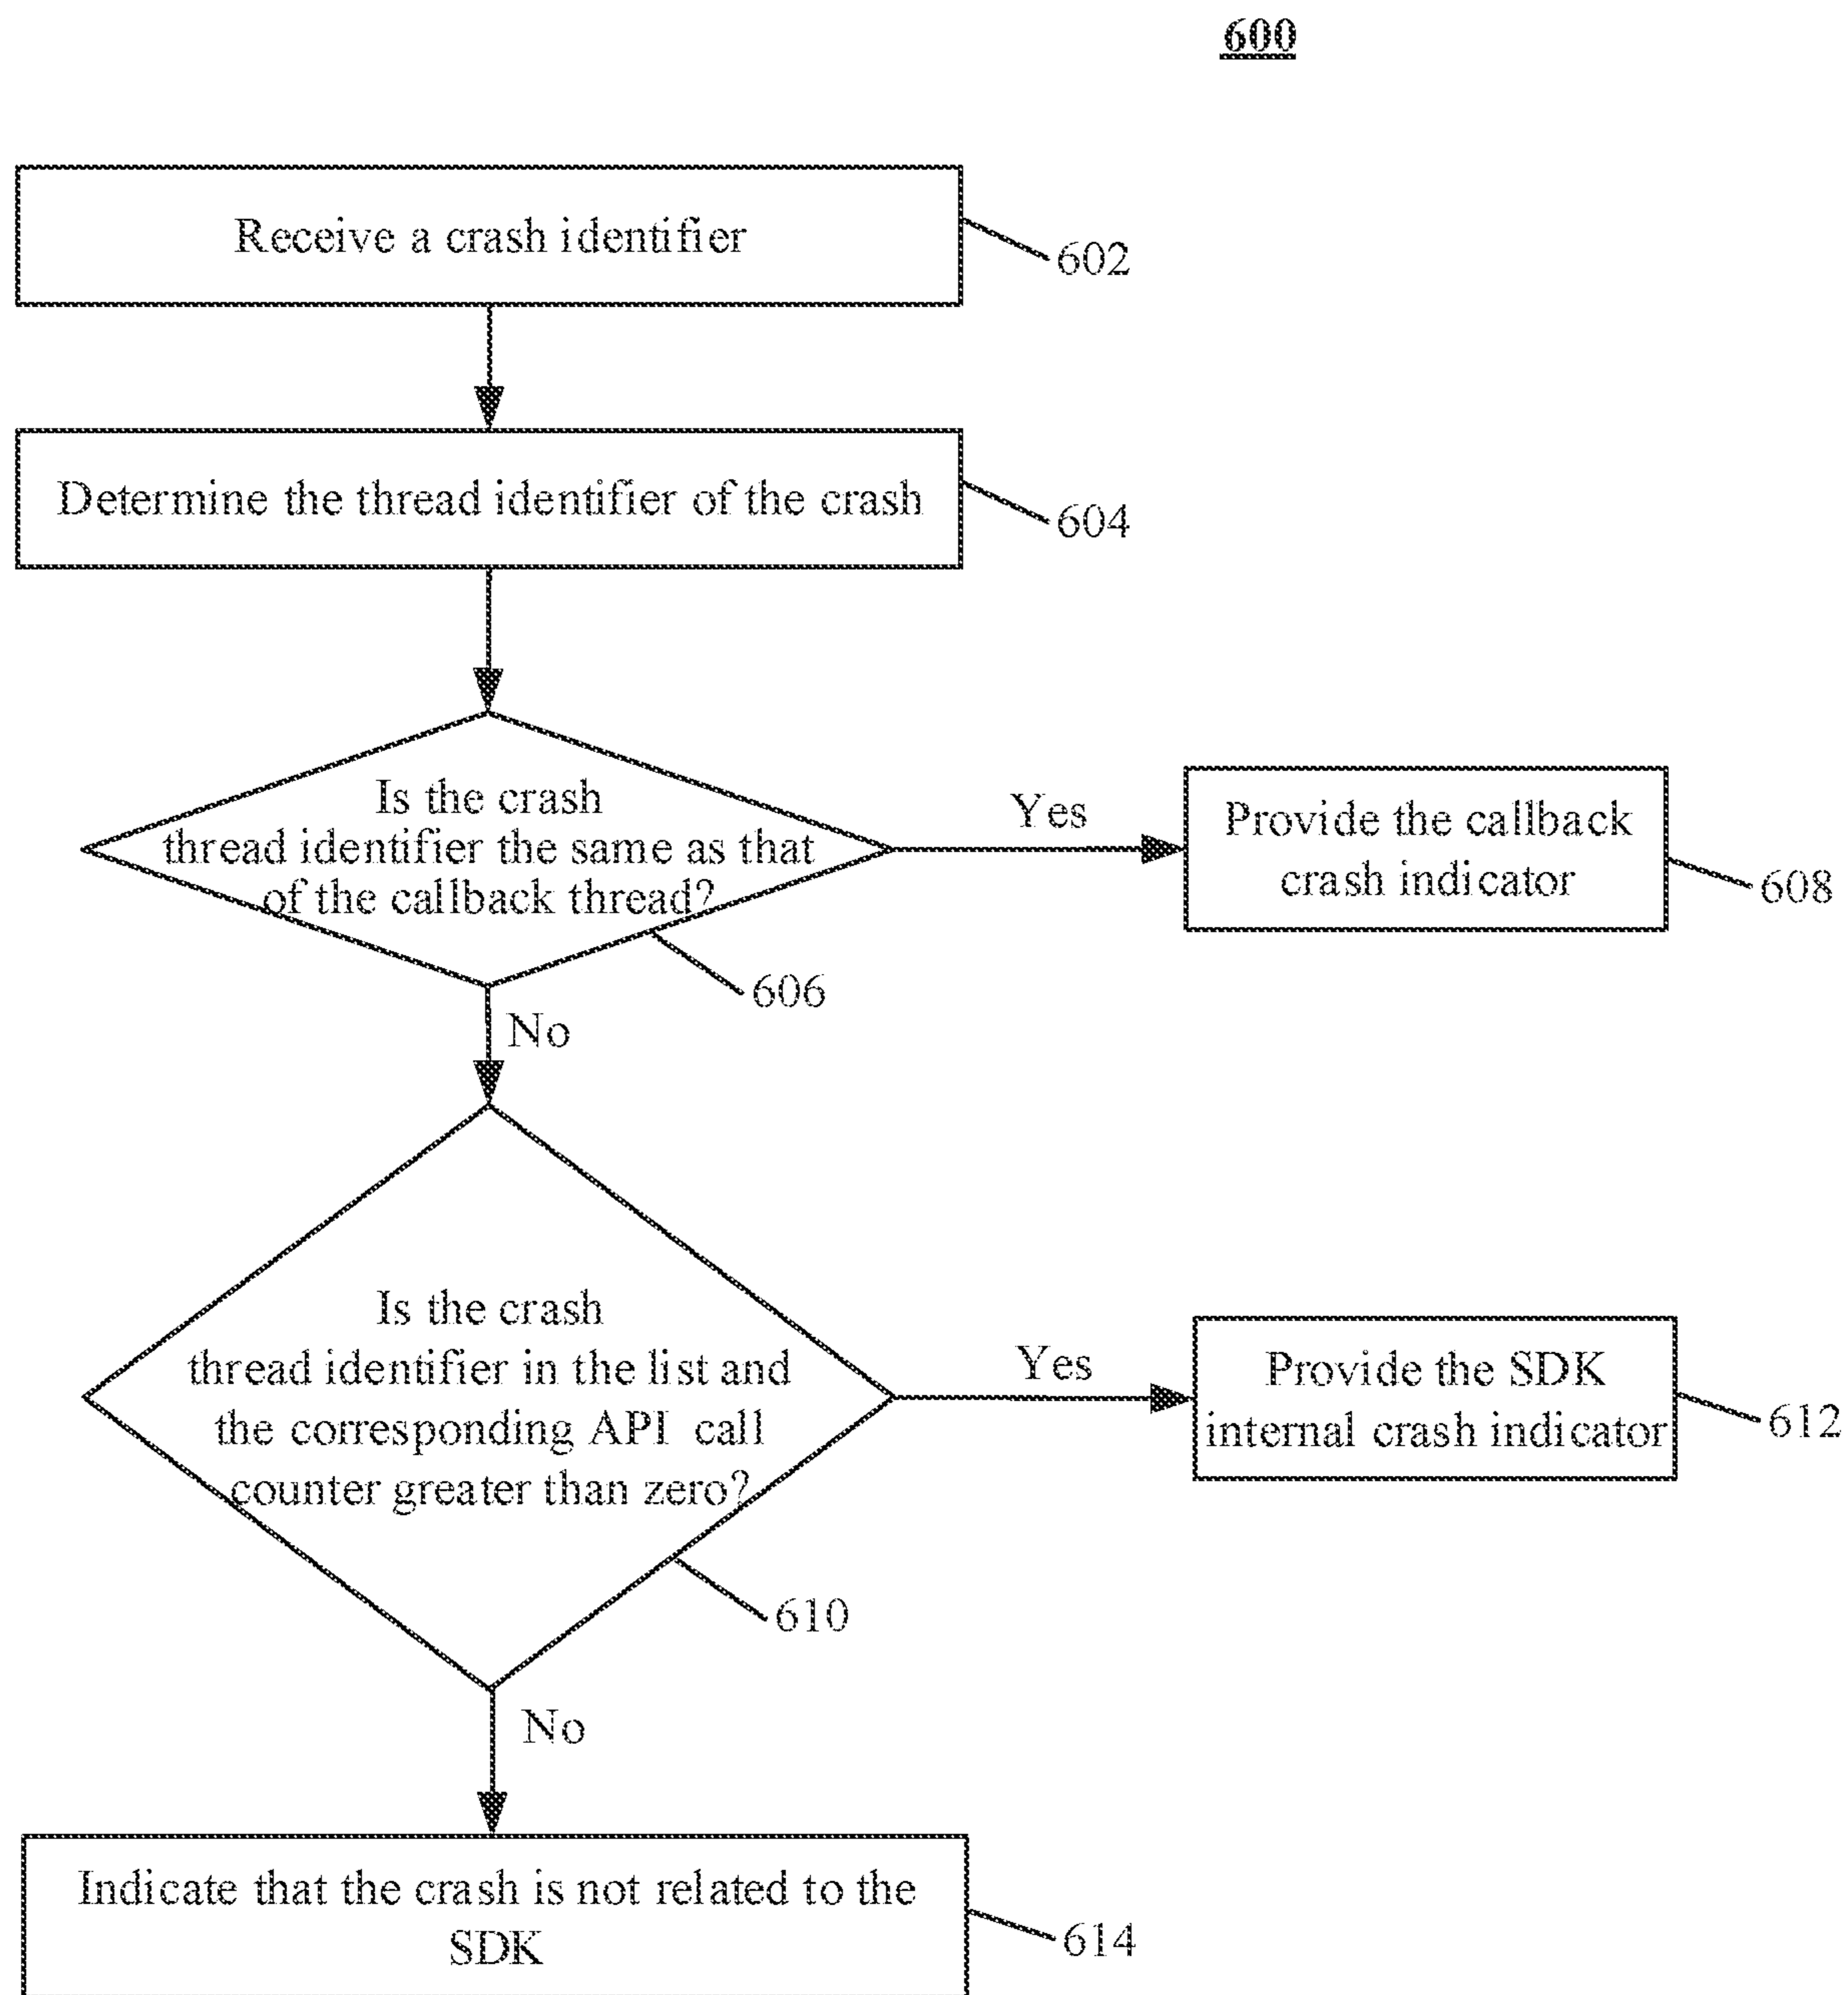 600
Receive a crash identifier
602
Determine the thread identifier of the crash
604
Is the crash
thread identifier the same as that
of the callback thread?
606
Yes
Provide the callback
crash indicator
608
No
Is the crash
thread identifier in the list and
the corresponding API call
counter greater than zero?
610
Yes
Provide the SDK
internal crash indicator
612
No
Indicate that the crash is not related to the
SDK
614